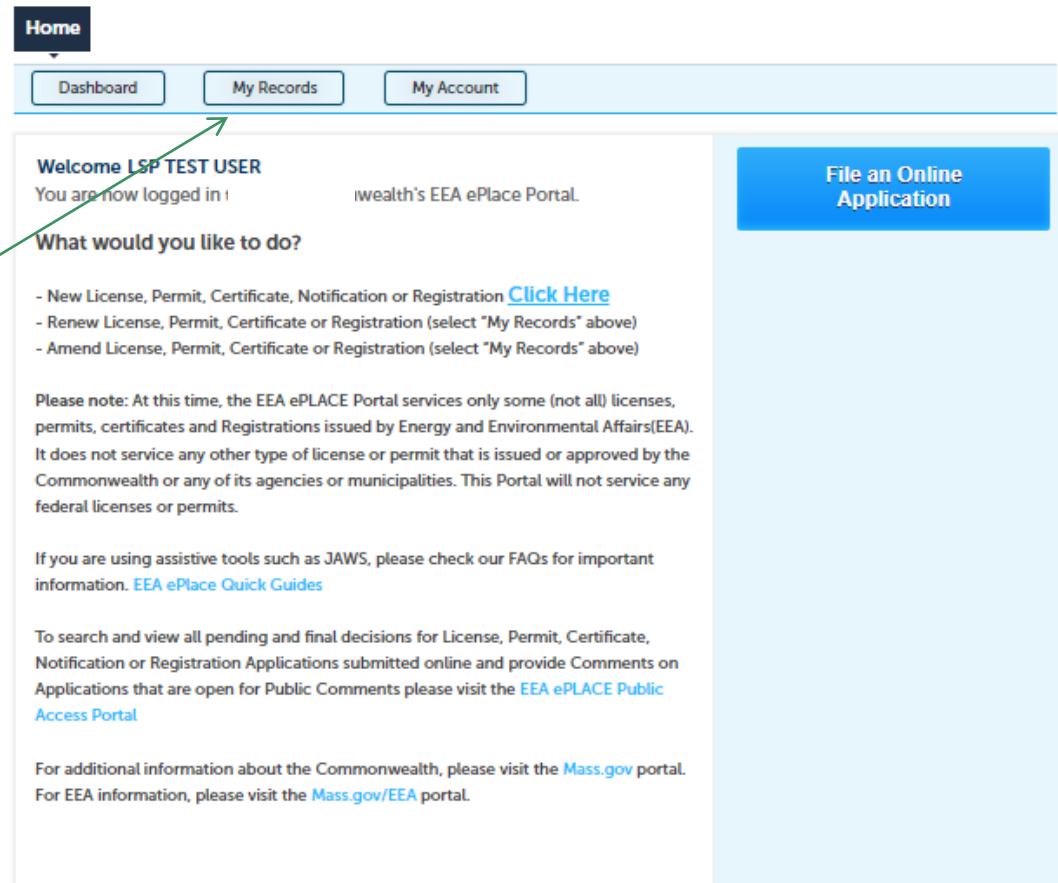 Home
Dashboard My Records My Account
Welcome LSP TEST USER
You are now logged in wealth's EEA ePlace Portal.
File an Online
Application
What would you like to do?
- New License, Permit, Certificate, Notification or Registration Click Here
- Renew License, Permit, Certificate or Registration (select "My Records" above)
- Amend License, Permit, Certificate or Registration (select "My Records" above)
Please note: At this time, the EEA ePLACE Portal services only some (not all) licenses,
permits, certificates and Registrations issued by Energy and Environmental Affairs(EEA).
It does not service any other type of license or permit that is issued or approved by the
Commonwealth or any of its agencies or municipalities. This Portal will not service any
federal licenses or permits.
If you are using assistive tools such as JAWS, please check our FAQs for important
information. EEA ePlace Quick Guides
To search and view all pending and final decisions for License, Permit, Certificate,
Notification or Registration Applications submitted online and provide Comments on
Applications that are open for Public Comments please visit the EEA ePLACE Public
Access Portal
For additional information about the Commonwealth, please visit the Mass.gov portal.
For EEA information, please visit the Mass.gov/EEA portal.